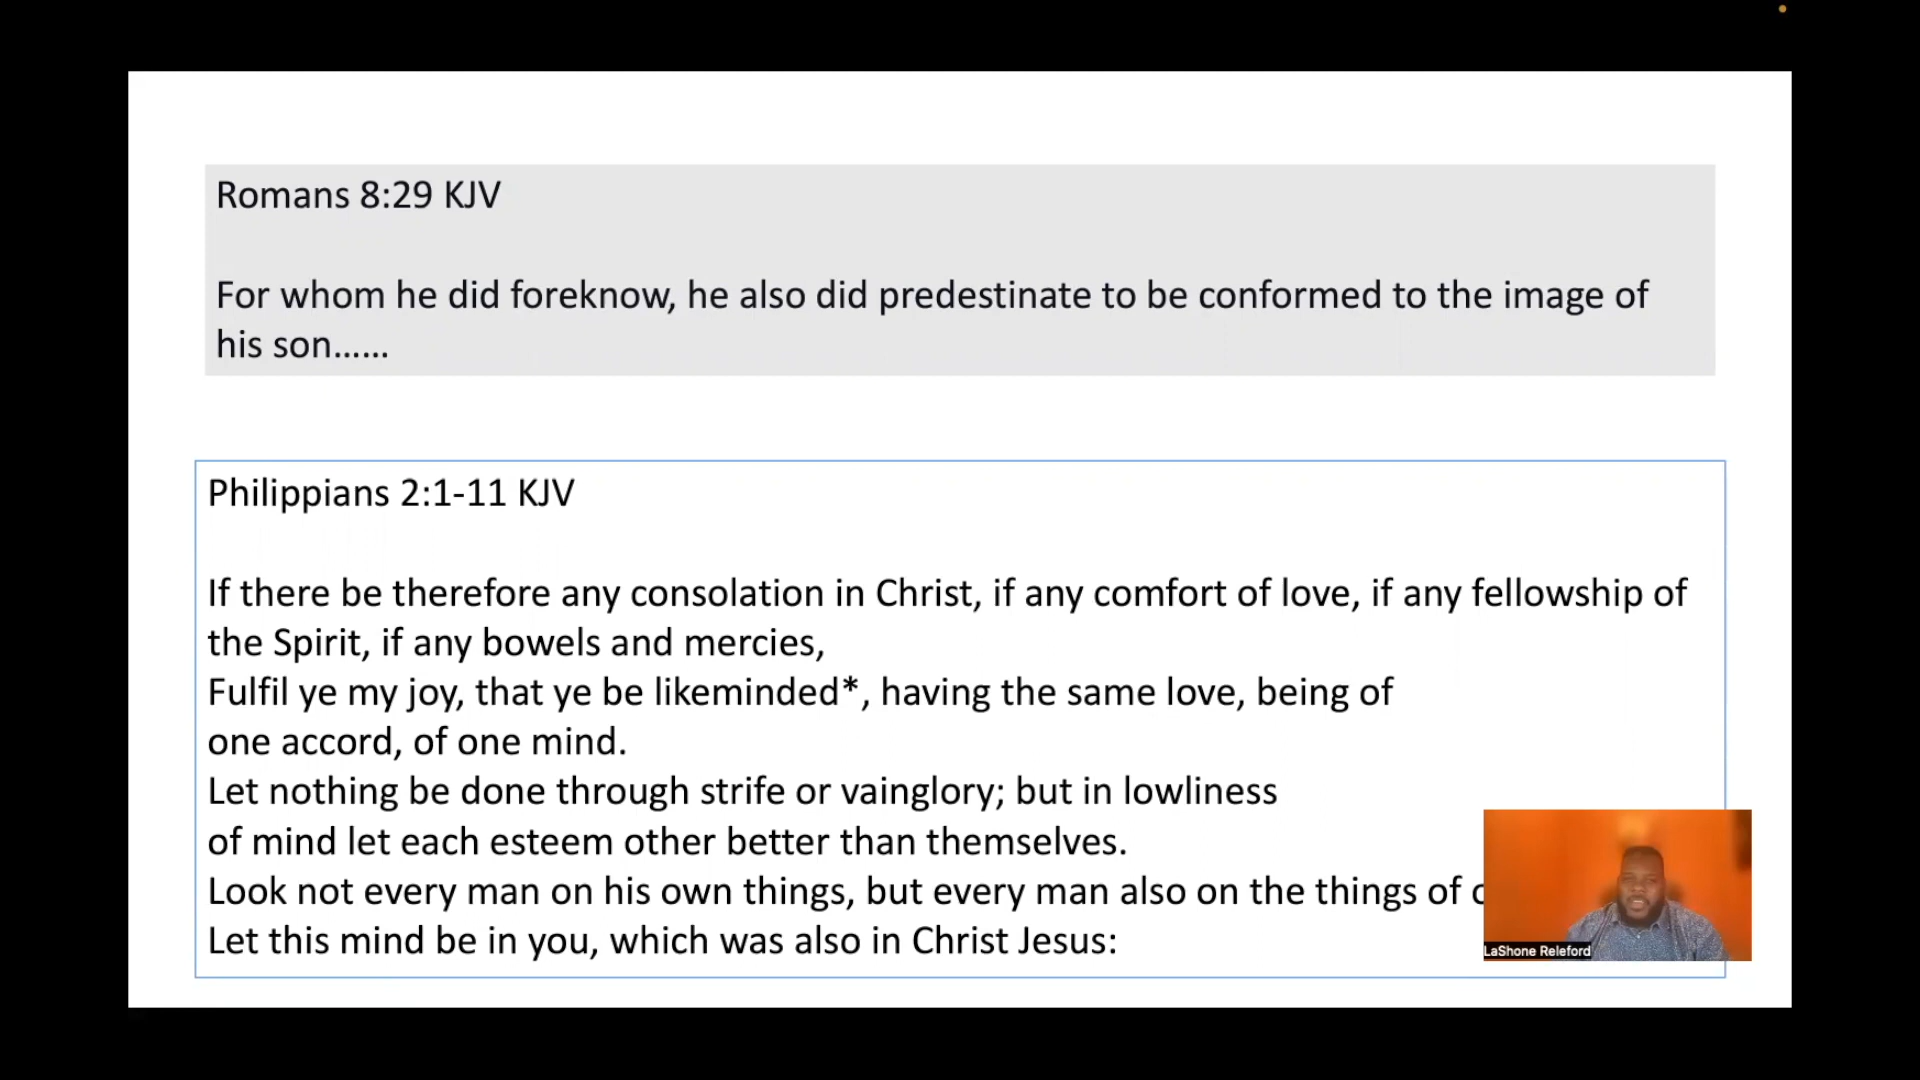 Romans 8:29 KJV
For whom he did foreknow, he also did predestinate to be conformed to the image of
his son......
Philippians 2:1-11 KJV
If there be therefore any consolation in Christ, if any comfort of love, if any fellowship of
the Spirit, if any bowels and mercies,
Fulfil ye my joy, that ye be likeminded*, having the same love, being of
one accord, of one mind.
Let nothing be done through strife or vainglory; but in lowliness
of mind let each esteem other better than themselves.
Look not every man on his own things, but every man also on the things of
Let this mind be in you, which was also in Christ Jesus:
LaShone Releford